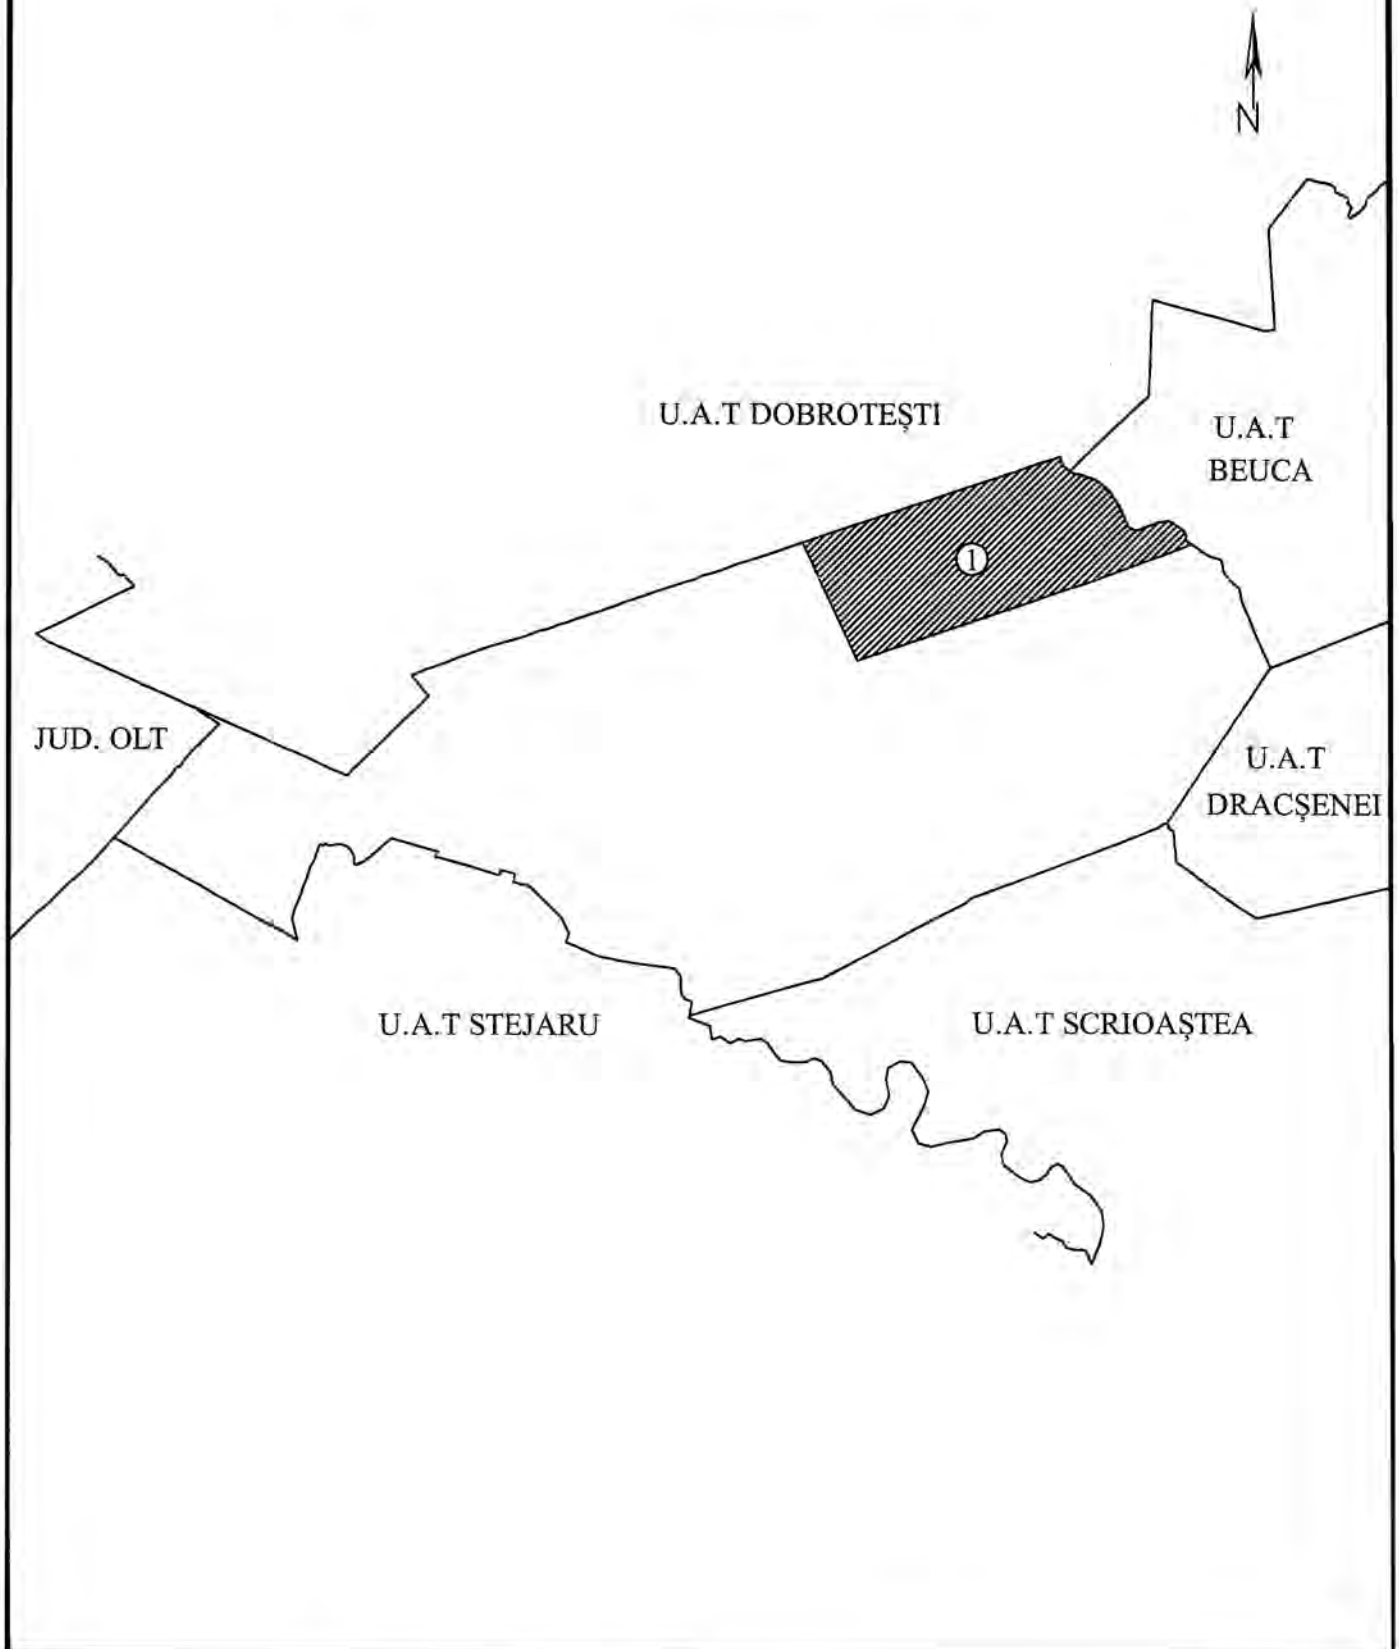 N
U.A.T DOBROTEȘTI
U.A.T
BEUCA
1
JUD. OLT
U.A.T
DRACȘENEI
U.A.T STEJARU
U.A.T SCRIOAȘTEA